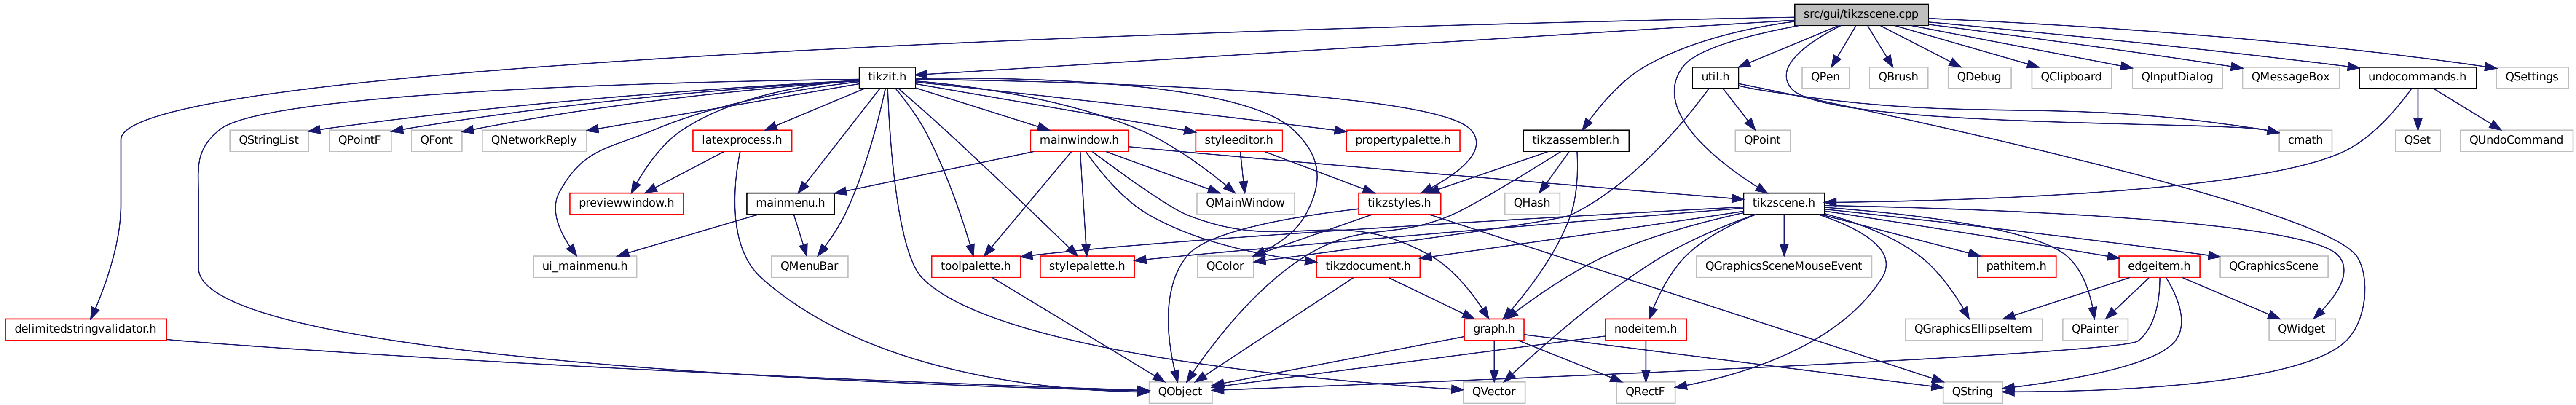 src/gui/tikzscene.cpp
tikzit.h
util.h
QPen
QBrush
QDebug
QClipboard
QInputDialog
QMessageBox
undocommands.h
QSettings
QStringList
QPointF
QFont
QNetworkReply
latexprocess.h
mainwindow.h
styleeditor.h
propertypalette.h
tikzassembler.h
QPoint
cmath
QSet
QUndoCommand
previewwindow.h
mainmenu.h
QMainWindow
tikzstyles.h
QHash
tikzscene.h
ui_mainmenu.h
QMenuBar
toolpalette.h
stylepalette.h
QColor
tikzdocument.h
QGraphicsSceneMouseEvent
pathitem.h
edgeitem.h
QGraphicsScene
delimitedstringvalidator.h
graph.h
nodeitem.h
QGraphicsEllipseItem
QPainter
QWidget
QObject
QVector
QRectF
QString